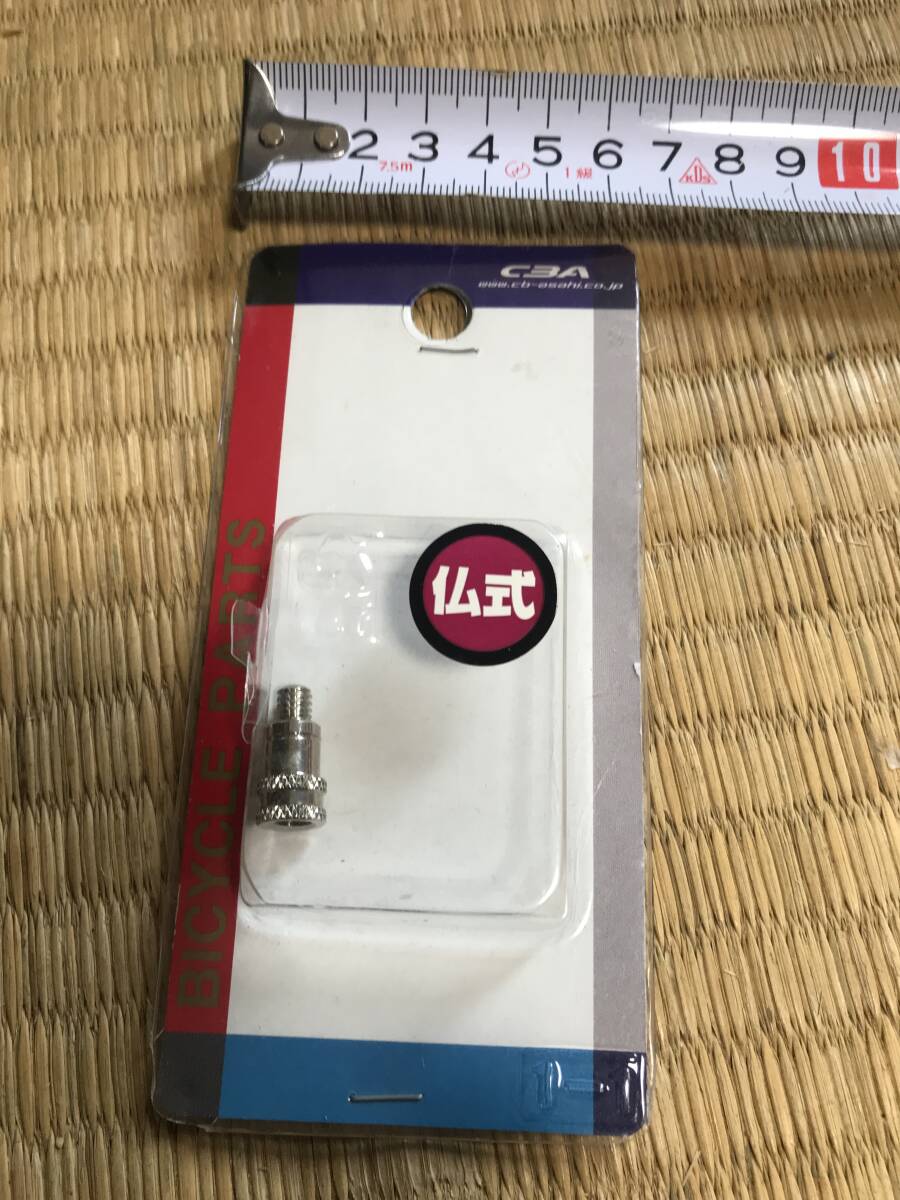 2 3 4 5 6 7 8 9 10
7.5m
1級
KDS
CBA
www.cb-asahi.co.jp
仏式
BICYCLE PARTS